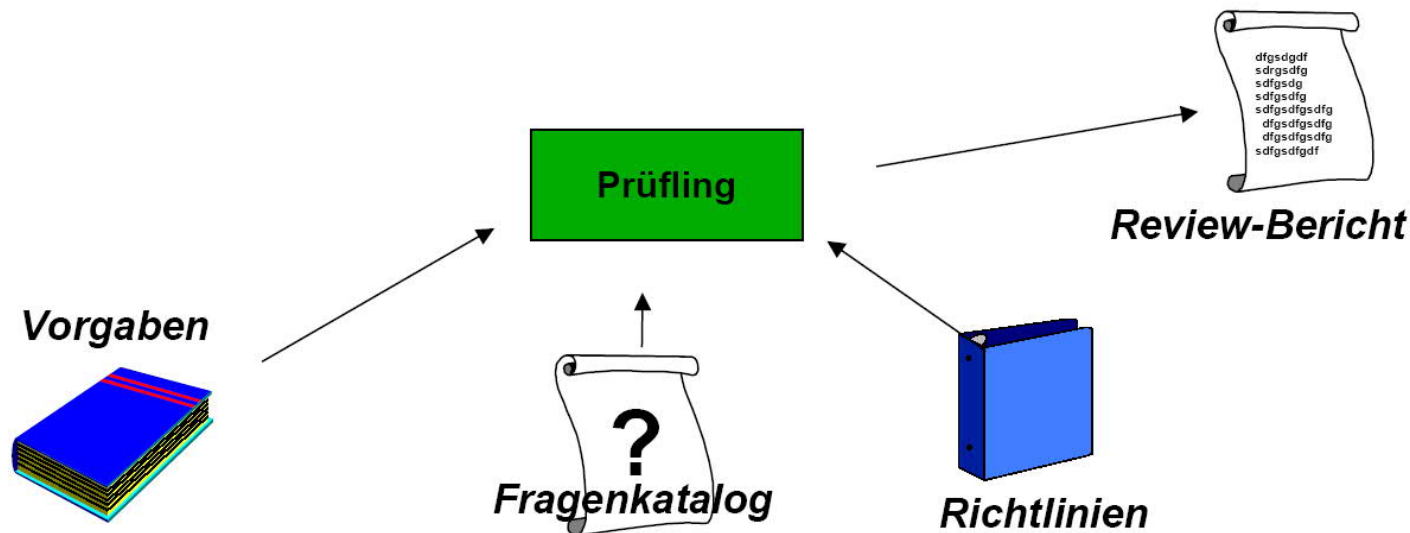 dfgsdgdf
sdrgsdfg
sdfgsdg
sdfgsdfg
sdfgsdfgsdfg
dfgsdfgsdfg
dfgsdfgsdfg
sdfgsdfgdf
Prüfling
Review-Bericht
Vorgaben
?
Fragenkatalog
Richtlinien